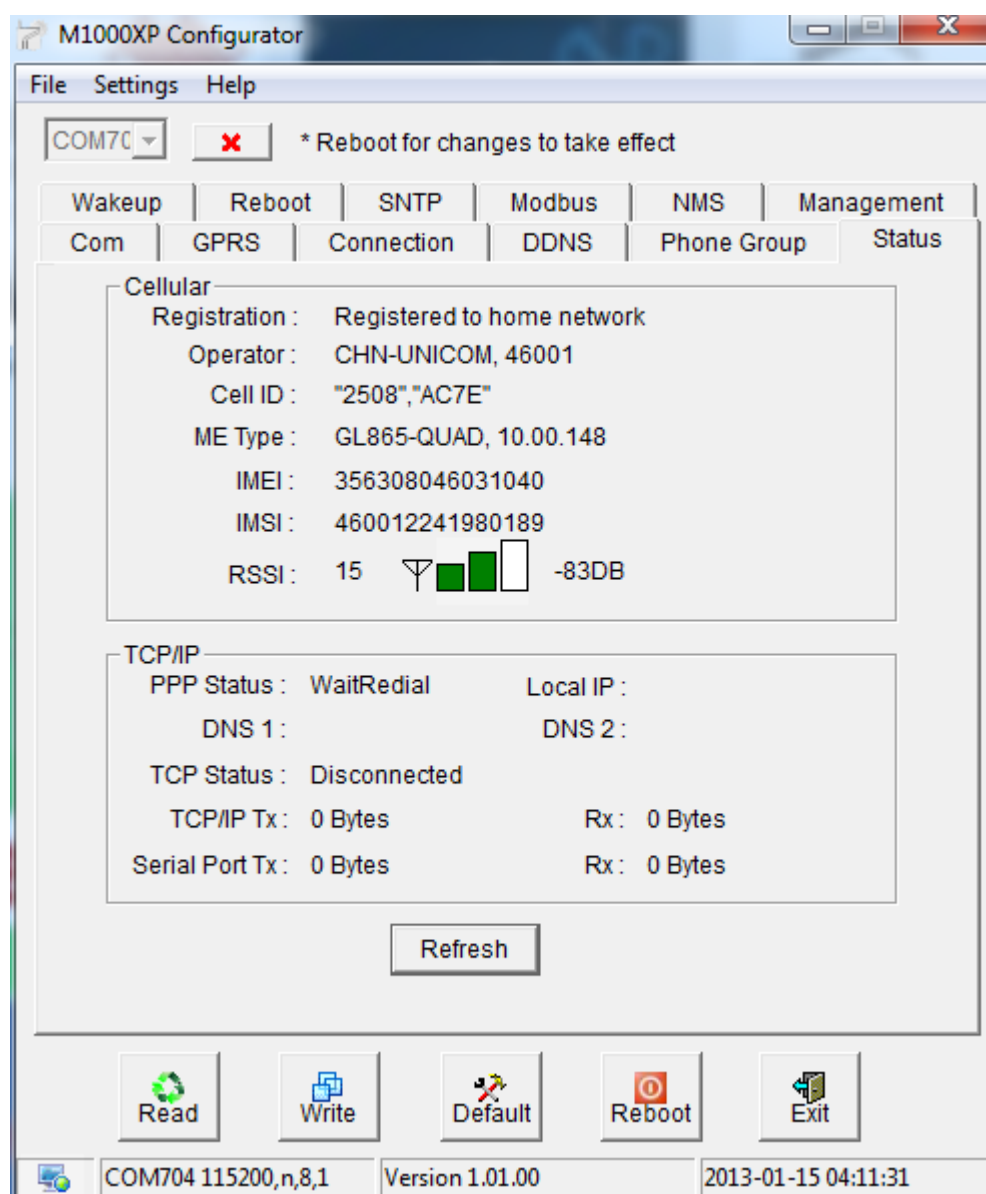 M1000XP Configurator
File Settings Help
COM70 * Reboot for changes to take effect
Wakeup Reboot SNTP Modbus NMS Management
Com GPRS Connection DDNS Phone Group Status
Cellular
Registration : Registered to home network
Operator : CHN-UNICOM, 46001
Cell ID : "2508","AC7E"
ME Type : GL865-QUAD, 10.00.148
IMEI : 356308046031040
IMSI : 460012241980189
RSSI : 15 -83DB
TCP/IP
PPP Status : WaitRedial Local IP :
DNS 1 : DNS 2 :
TCP Status : Disconnected
TCP/IP Tx : 0 Bytes Rx : 0 Bytes
Serial Port Tx : 0 Bytes Rx : 0 Bytes
Refresh
Read Write Default Reboot Exit
COM704 115200,n,8,1 Version 1.01.00 2013-01-15 04:11:31